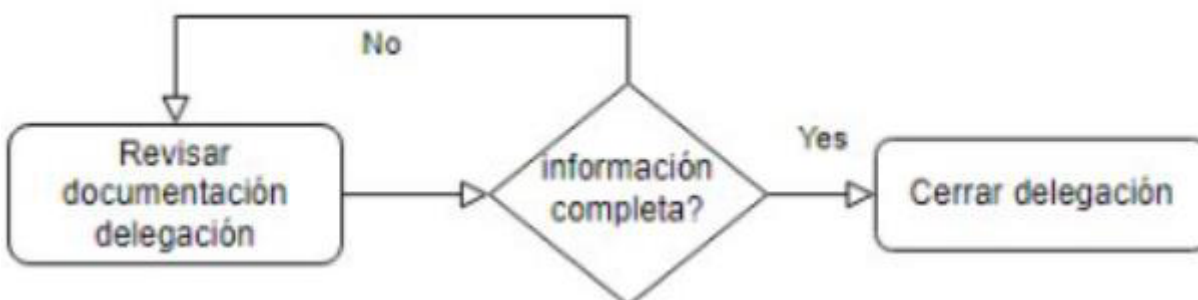 No
Revisar
documentación
delegación
información
completa?
Yes
Cerrar delegación